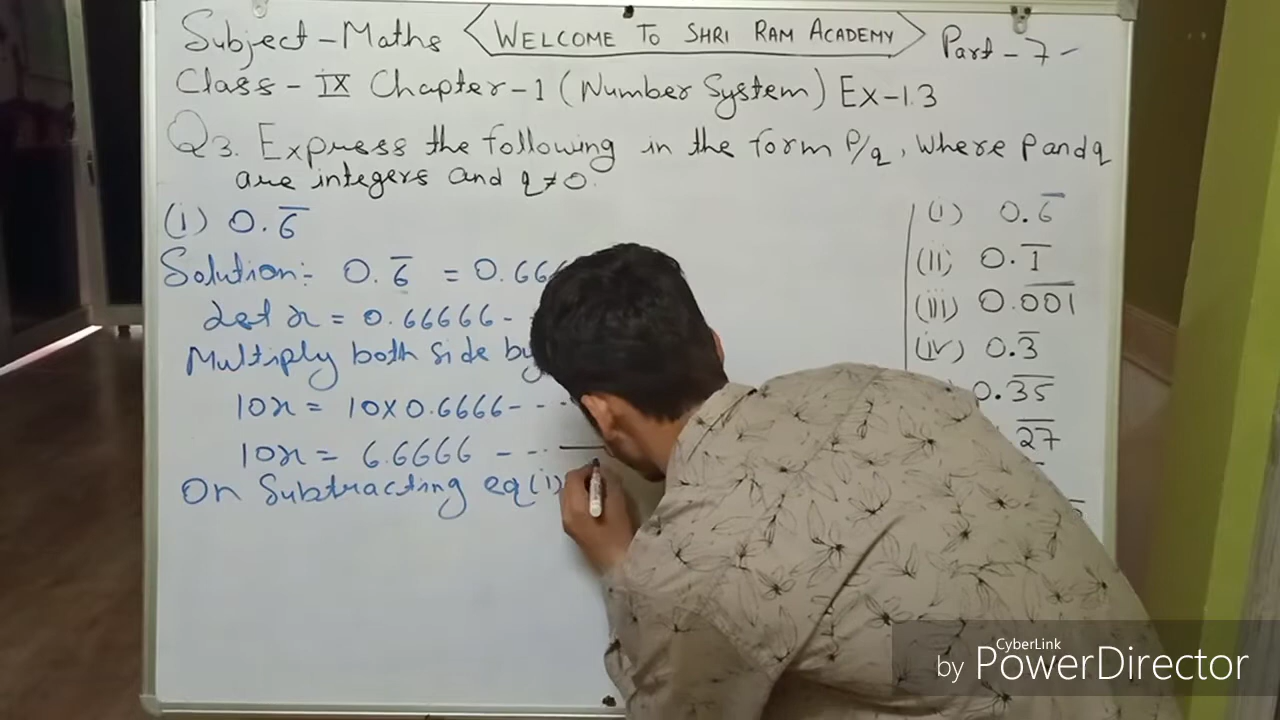 Subject - Maths
WELCOME TO SHRI RAM ACADEMY
Part - 7 -
Class - IX Chapter - 1 (Number System) Ex - 1.3
Q3. Express the following in the form P/q, Where p and q
are integers and q ≠ 0.
(i) 0.6̅
Solution:- 0.6̅ = 0.666
Let x = 0.66666 - -
Multiply both side by
10x = 10 X 0.6666 - - -
10x = 6.6666 - - -
On Subtracting eq (i)
(i) 0.6̅
(ii) 0.1̅
(iii) 0.0̅0̅1̅
(iv) 0.3̅
0.3̅5̅
.2̅7̅
CyberLink
by PowerDirector